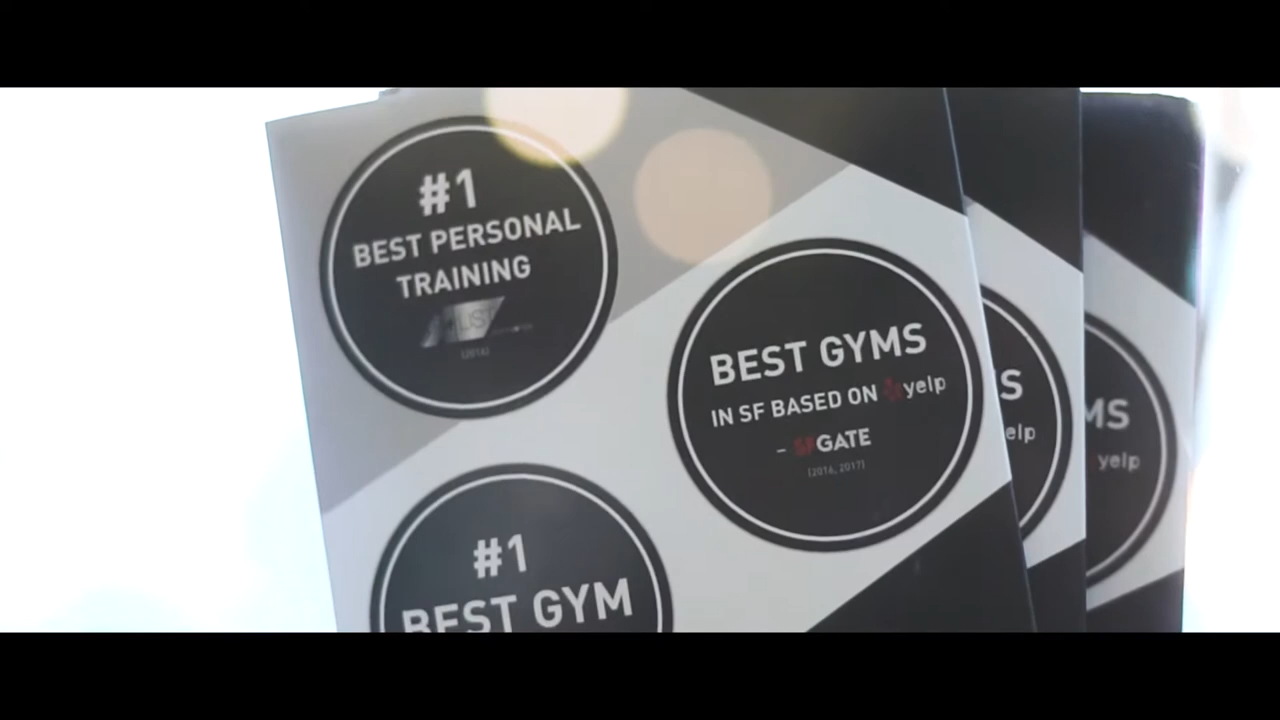 #1
BEST PERSONAL
TRAINING
LIST
(2016)
BEST GYMS
IN SF BASED ON yelp
- SFGATE
(2016, 2017)
#1
BEST GYM
S
elp
MS
yelp